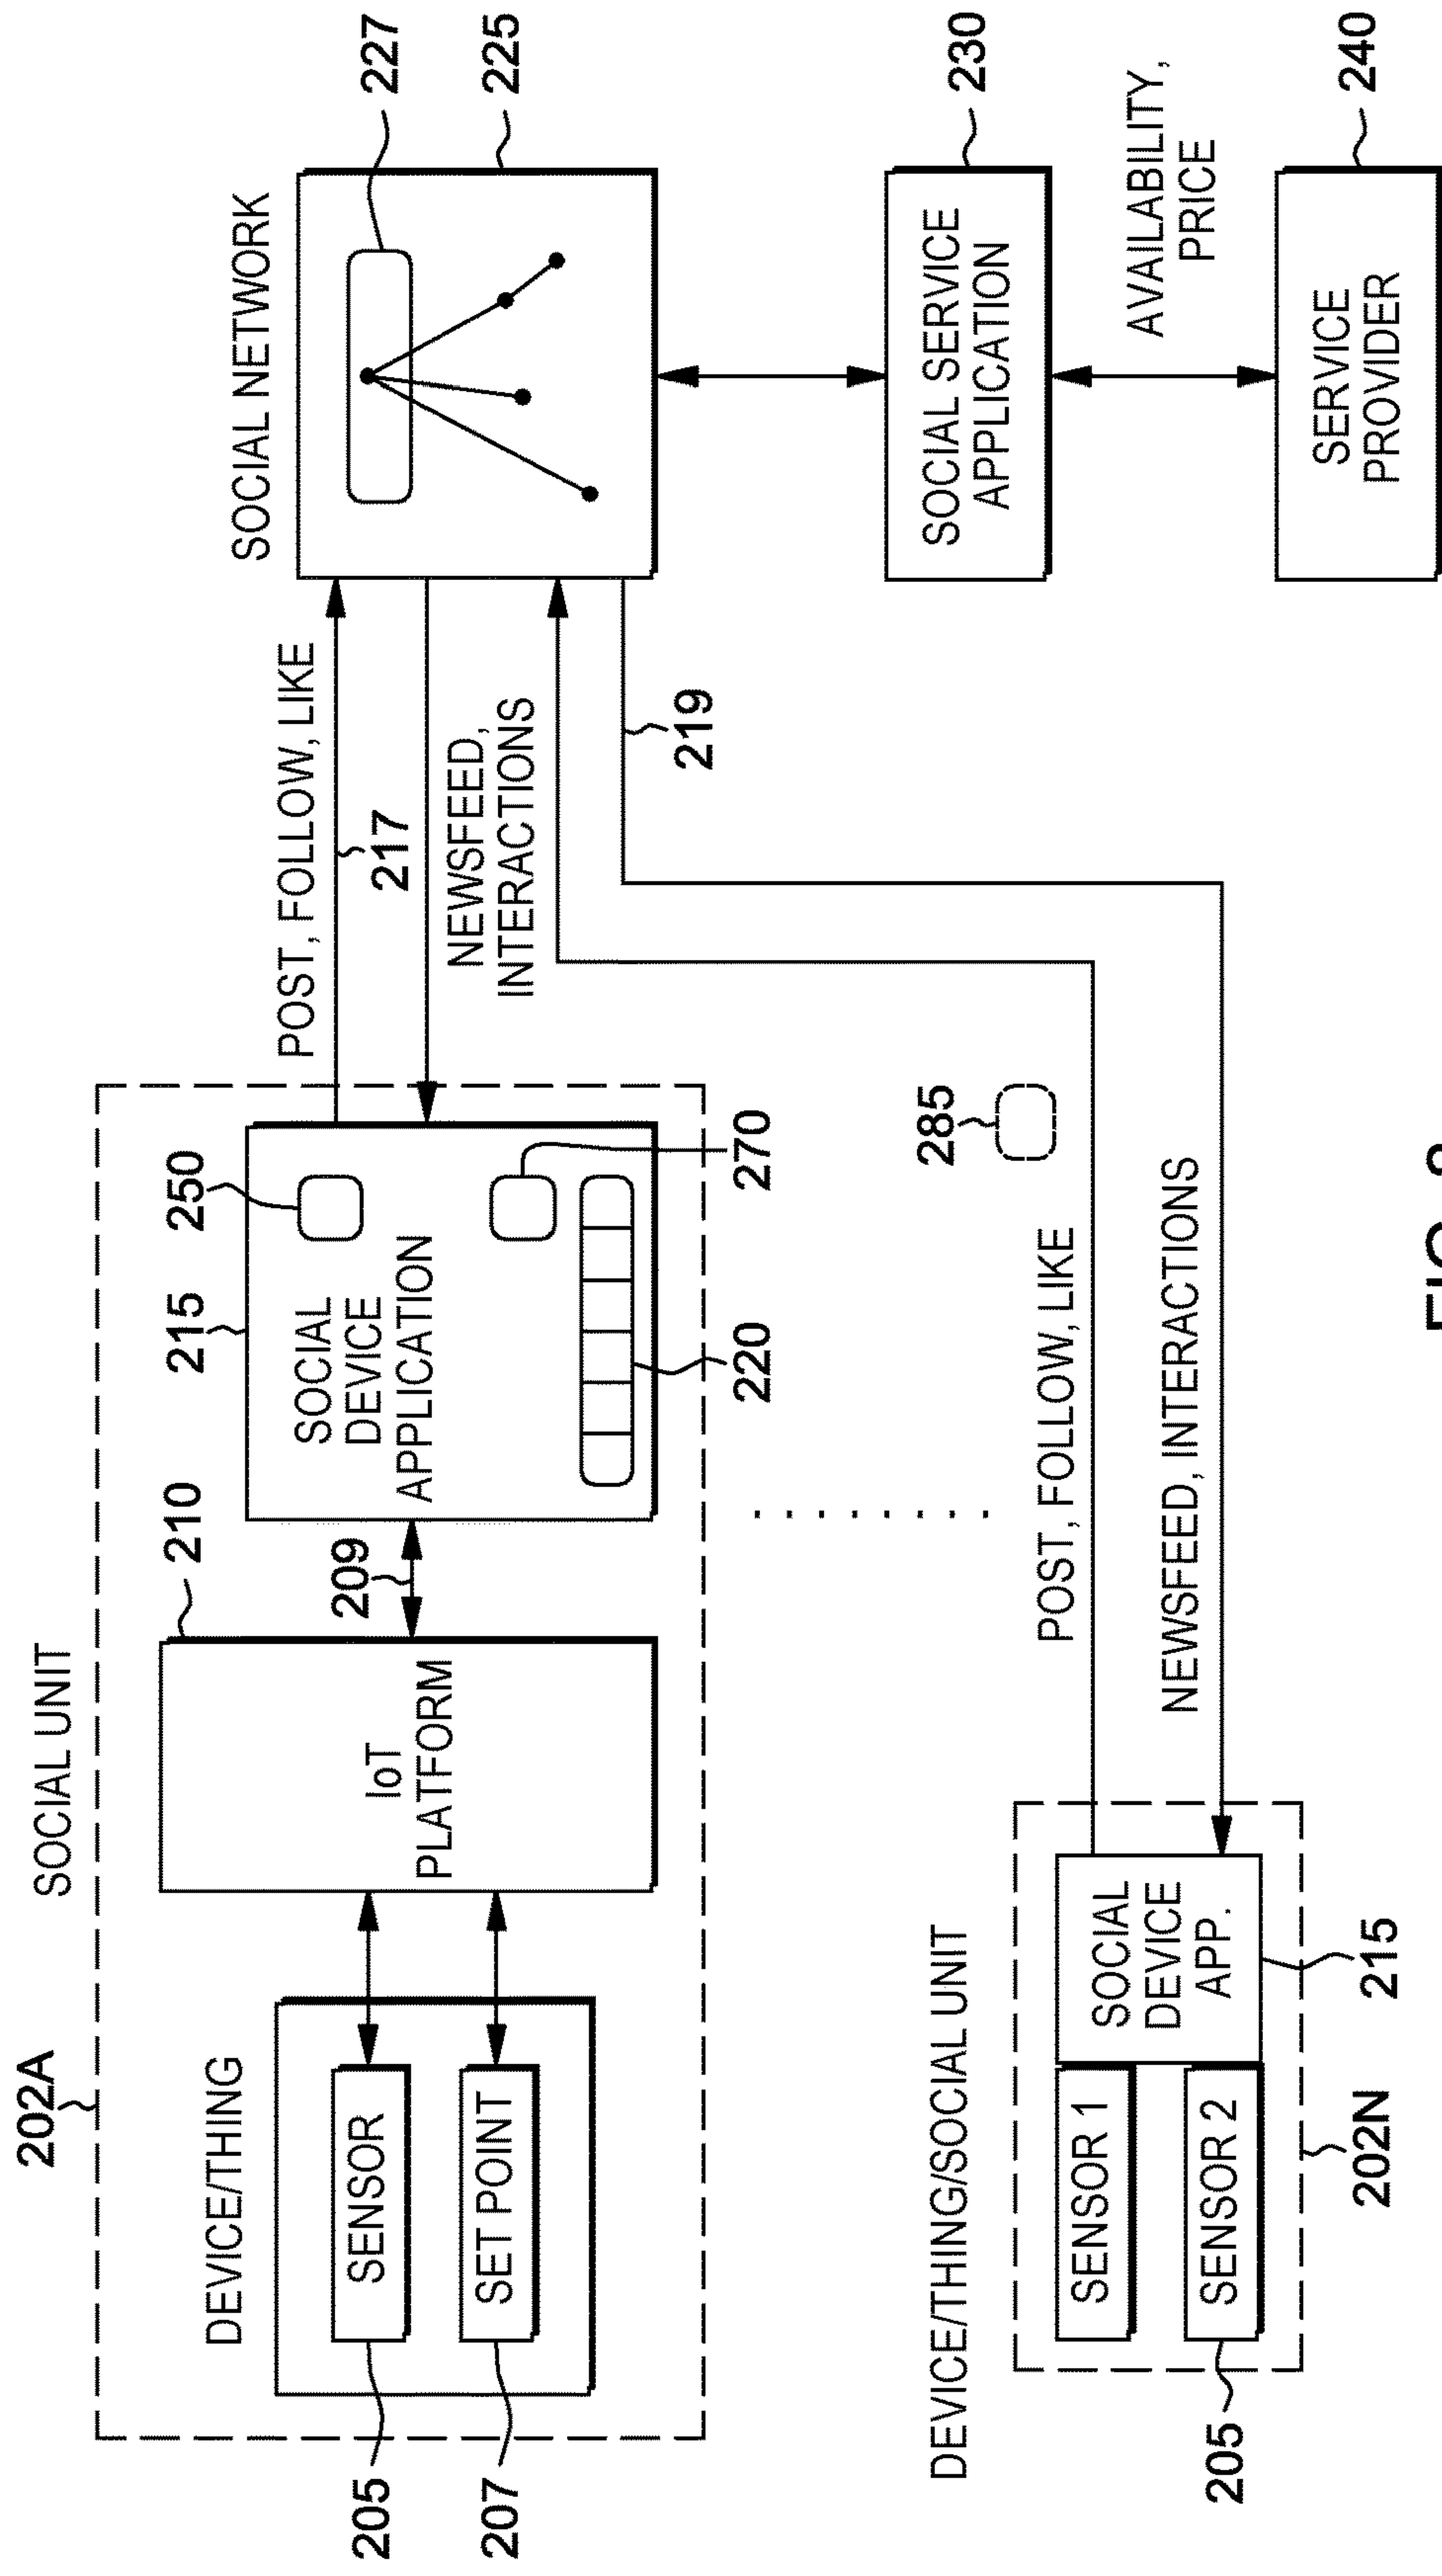 SOCIAL UNIT
202A
DEVICE/THING
SENSOR
SET POINT
205
207
IoT
PLATFORM
210
209
SOCIAL
DEVICE
APPLICATION
215
250
270
220
POST, FOLLOW, LIKE
217
NEWSFEED,
INTERACTIONS
SOCIAL NETWORK
227
225
219
SOCIAL SERVICE
APPLICATION
230
AVAILABILITY,
PRICE
SERVICE
PROVIDER
240
285
POST, FOLLOW, LIKE
NEWSFEED, INTERACTIONS
DEVICE/THING/SOCIAL UNIT
SENSOR 1
SENSOR 2
SOCIAL
DEVICE
APP.
215
205
202N